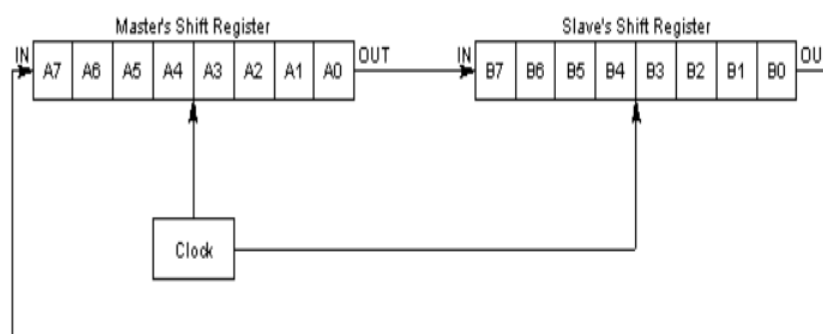 Master's Shift Register
Slave's Shift Register
IN
OUT
IN
OU
A7 A6 A5 A4 A3 A2 A1 A0
B7 B6 B5 B4 B3 B2 B1 B0
Clock